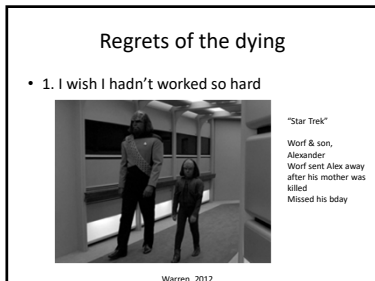 Regrets of the dying
• 1. I wish I hadn’t worked so hard
“Star Trek”
Worf & son,
Alexander
Worf sent Alex away
after his mother was
killed
Missed his bday
Warren, 2012